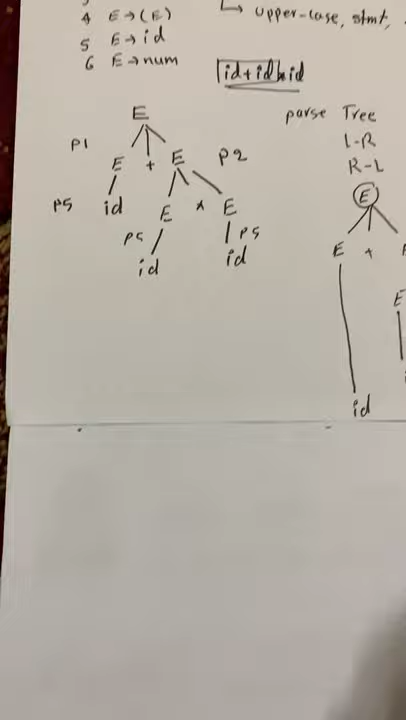 4 E → (E)
↳ upper-case, stmt,
5 E → id
6 E → num
id+id*id
parse Tree
L-R
R-L
E
P1
E + E P2
P5 id E * E
P5 P5
id id
E
E + E
E
id